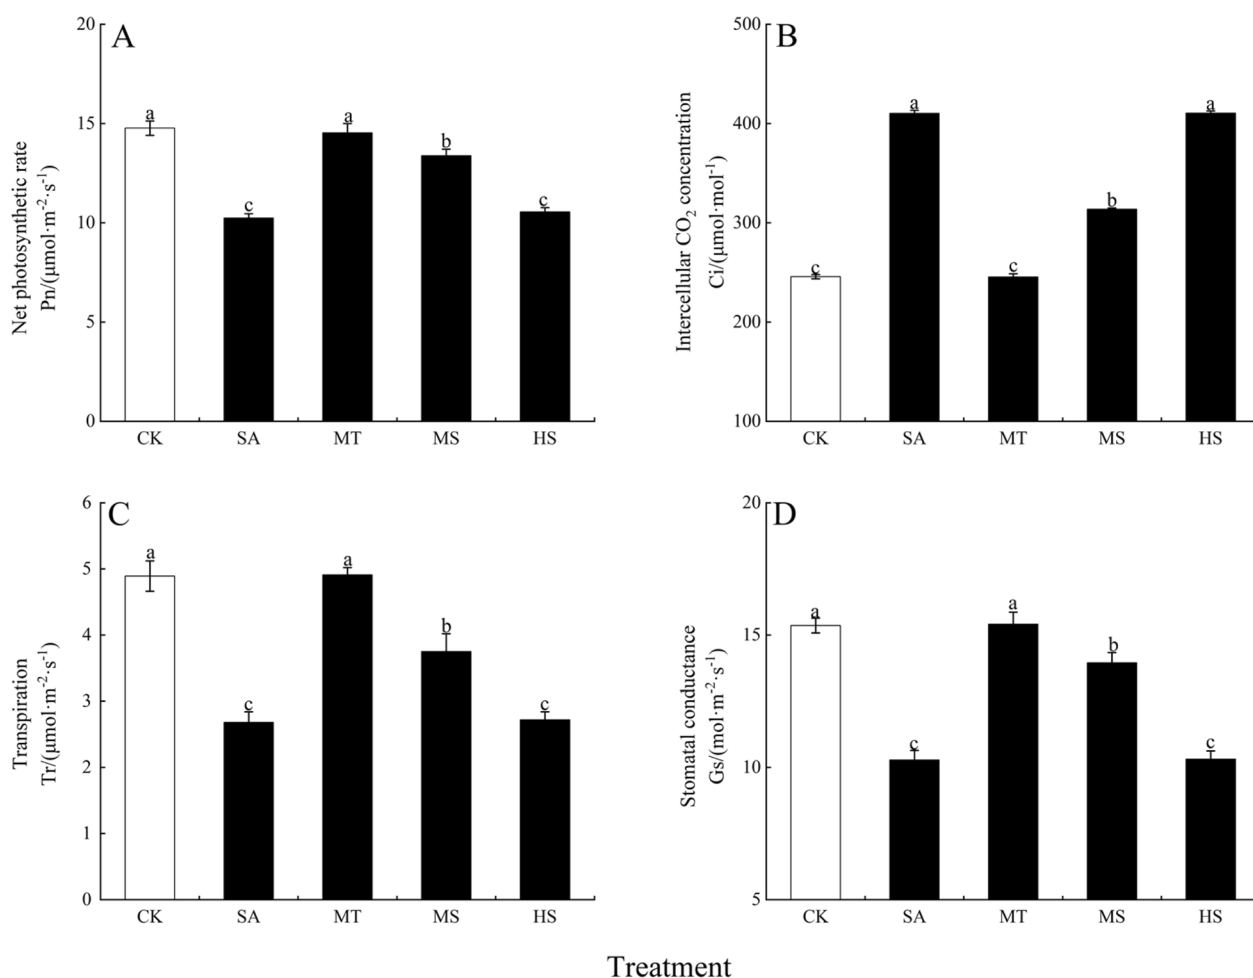 A
Net photosynthetic rate
Pn/(μmol·m⁻²·s⁻¹)
20
15
10
5
0
a
c
a
b
c
CK SA MT MS HS
B
Intercellular CO₂ concentration
Ci/(μmol·mol⁻¹)
500
400
300
200
100
c
a
c
b
a
CK SA MT MS HS
C
Transpiration
Tr/(μmol·m⁻²·s⁻¹)
6
5
4
3
2
1
0
a
c
a
b
c
CK SA MT MS HS
D
Stomatal conductance
Gs/(mol·m⁻²·s⁻¹)
20
15
10
5
a
c
a
b
c
CK SA MT MS HS
Treatment